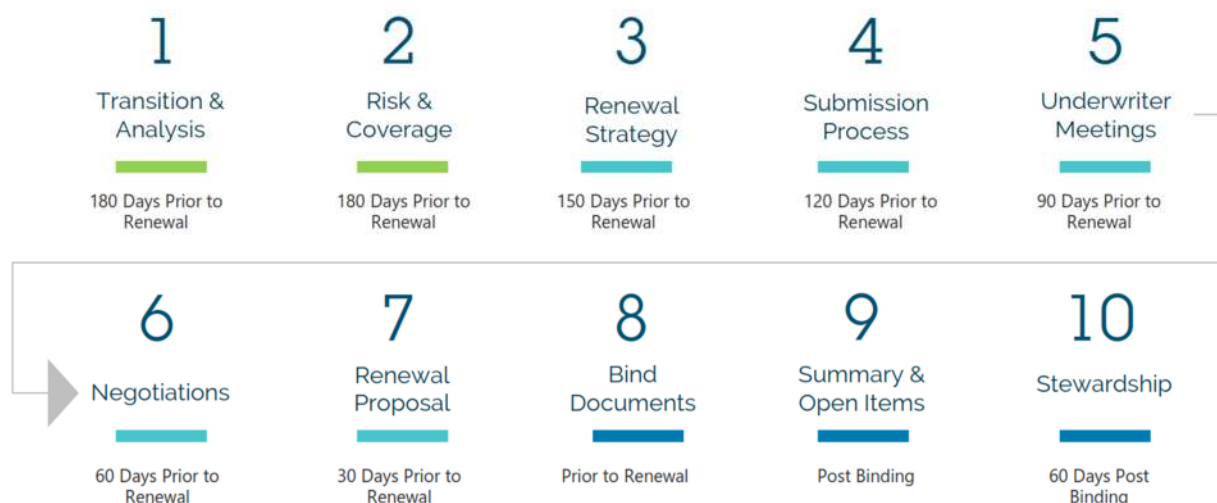 1
Transition &
Analysis
180 Days Prior to
Renewal
2
Risk &
Coverage
180 Days Prior to
Renewal
3
Renewal
Strategy
150 Days Prior to
Renewal
4
Submission
Process
120 Days Prior to
Renewal
5
Underwriter
Meetings
90 Days Prior to
Renewal
6
Negotiations
60 Days Prior to
Renewal
7
Renewal
Proposal
30 Days Prior to
Renewal
8
Bind
Documents
Prior to Renewal
9
Summary &
Open Items
Post Binding
10
Stewardship
60 Days Post
Binding